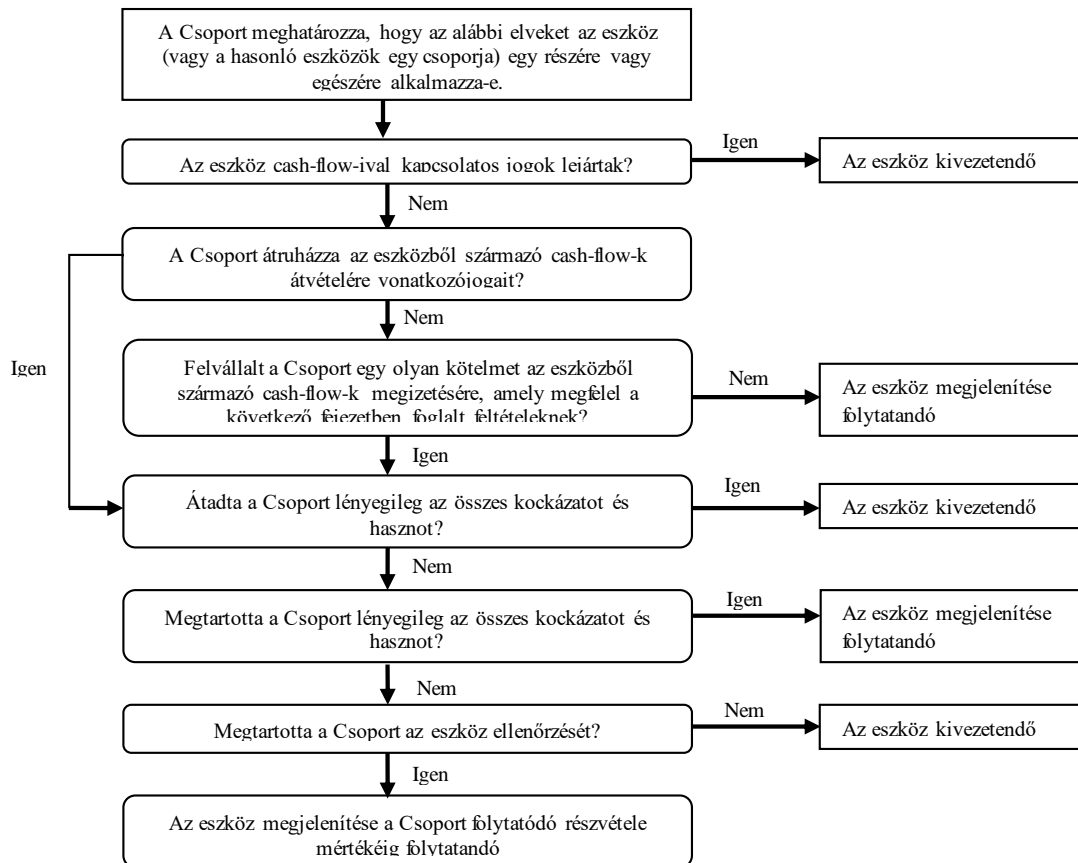 A Csoport meghatározza, hogy az alábbi elveket az eszköz
(vagy a hasonló eszközök egy csoporja) egy részére vagy
egészére alkalmazza-e.
Igen
Az eszköz cash-flow-ival kapcsolatos jogok lejártak?
Az eszköz kivezetendő
Nem
A Csoport átruházza az eszközből származó cash-flow-k
átvételére vonatkozójogait?
Nem
Igen
Felvállalt a Csoport egy olyan kötelmet az eszközből
származó cash-flow-k megizetésére, amely megfelel a
következő fejezetben foglalt feltételeknek?
Nem
Az eszköz megjelenítése
folytatandó
Igen
Átadta a Csoport lényegileg az összes kockázatot és
hasznot?
Igen
Az eszköz kivezetendő
Nem
Megtartotta a Csoport lényegileg az összes kockázatot és
hasznot?
Igen
Az eszköz megjelenítése
folytatandó
Nem
Megtartotta a Csoport az eszköz ellenőrzését?
Nem
Az eszköz kivezetendő
Igen
Az eszköz megjelenítése a Csoport folytatódó részvétele
mértékéig folytatandó